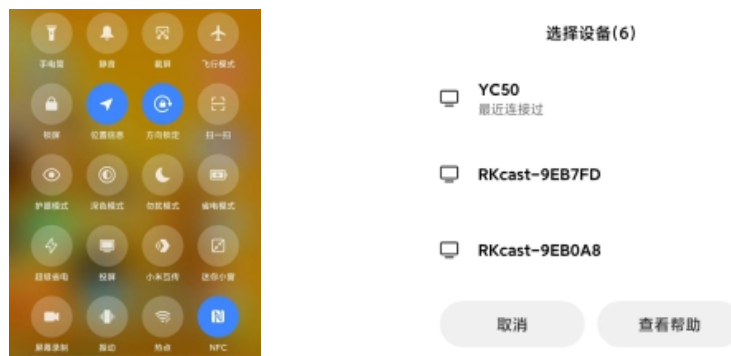 手电筒 静音 截屏 飞行模式
锁屏 位置信息 方向锁定 扫一扫
护眼模式 深色模式 勿扰模式 省电模式
超级省电 投屏 小米互传 迷你小窗
屏幕录制 振动 热点 NFC
选择设备(6)
YC50
最近连接过
RKcast-9EB7FD
RKcast-9EB0A8
取消 查看帮助